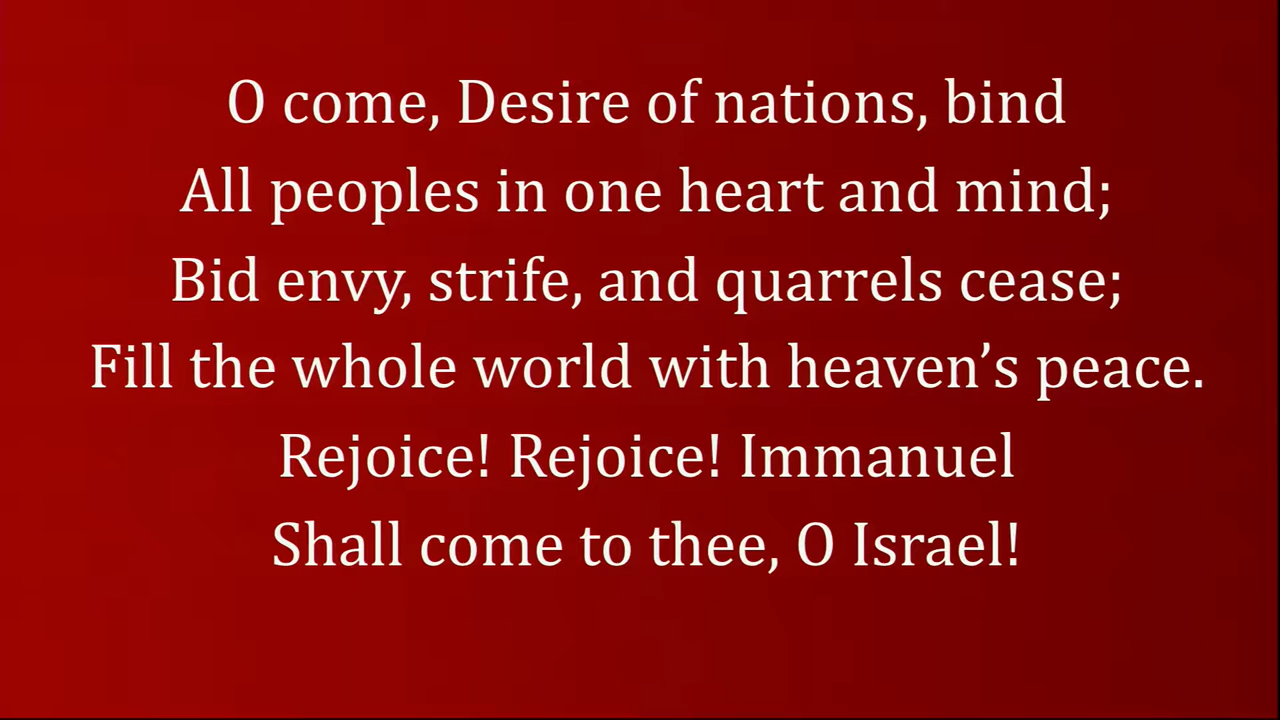 O come, Desire of nations, bind
All peoples in one heart and mind;
Bid envy, strife, and quarrels cease;
Fill the whole world with heaven’s peace.
Rejoice! Rejoice! Immanuel
Shall come to thee, O Israel!